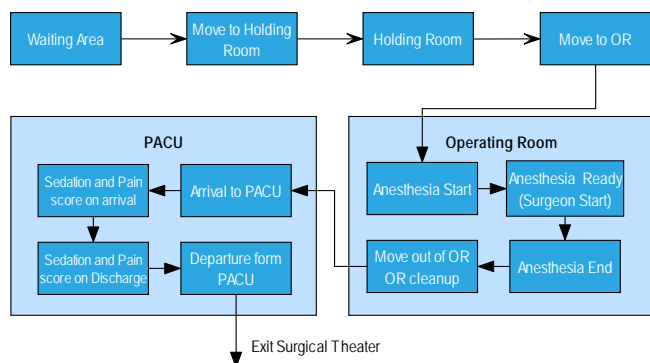 Waiting Area
Move to Holding
Room
Holding Room
Move to OR
PACU
Sedation and Pain
score on arrival
Arrival to PACU
Sedation and Pain
score on Discharge
Departure form
PACU
Operating Room
Anesthesia Start
Anesthesia Ready
(Surgeon Start)
Move out of OR
OR cleanup
Anesthesia End
Exit Surgical Theater